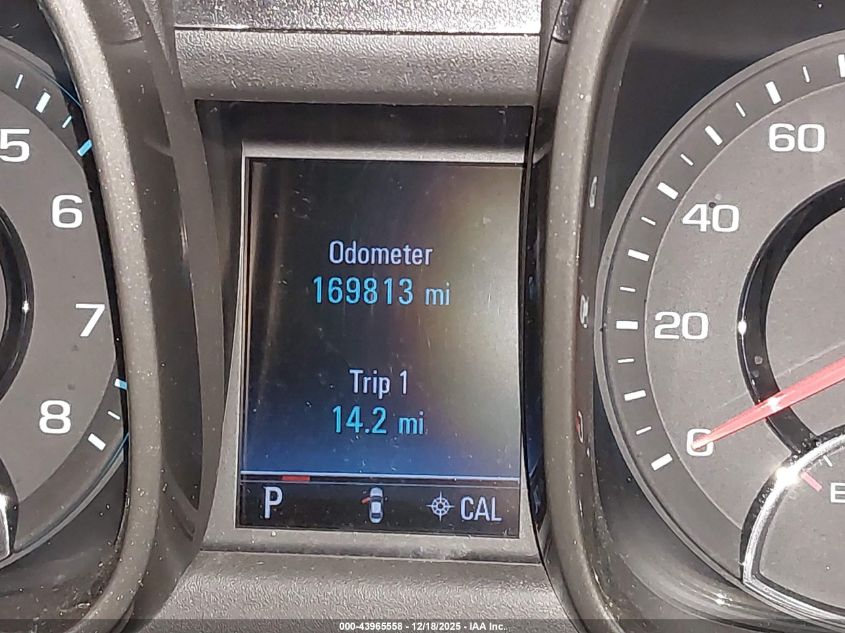 5
6
7
8
Odometer
169813 mi
Trip 1
14.2 mi
P CAL
60
40
20
0
E
000-43965558 - 12/18/2025 - IAA Inc.